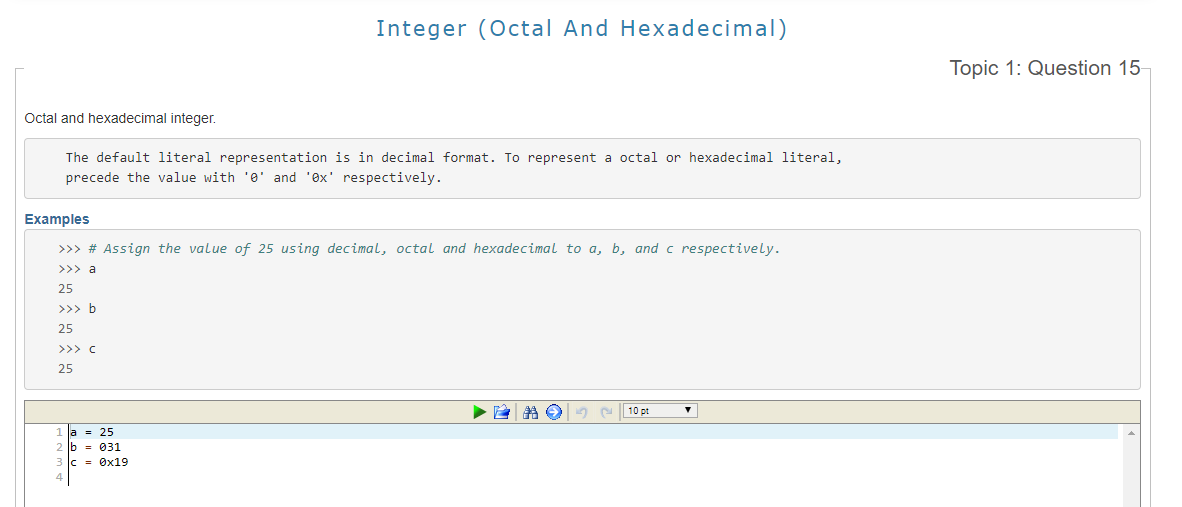 Integer (Octal And Hexadecimal)
Topic 1: Question 15
Octal and hexadecimal integer.
The default literal representation is in decimal format. To represent a octal or hexadecimal literal,
precede the value with '0' and '0x' respectively.
Examples
>>> # Assign the value of 25 using decimal, octal and hexadecimal to a, b, and c respectively.
>>> a
25
>>> b
25
>>> c
25
10 pt
1 a = 25
2 b = 031
3 c = 0x19
4